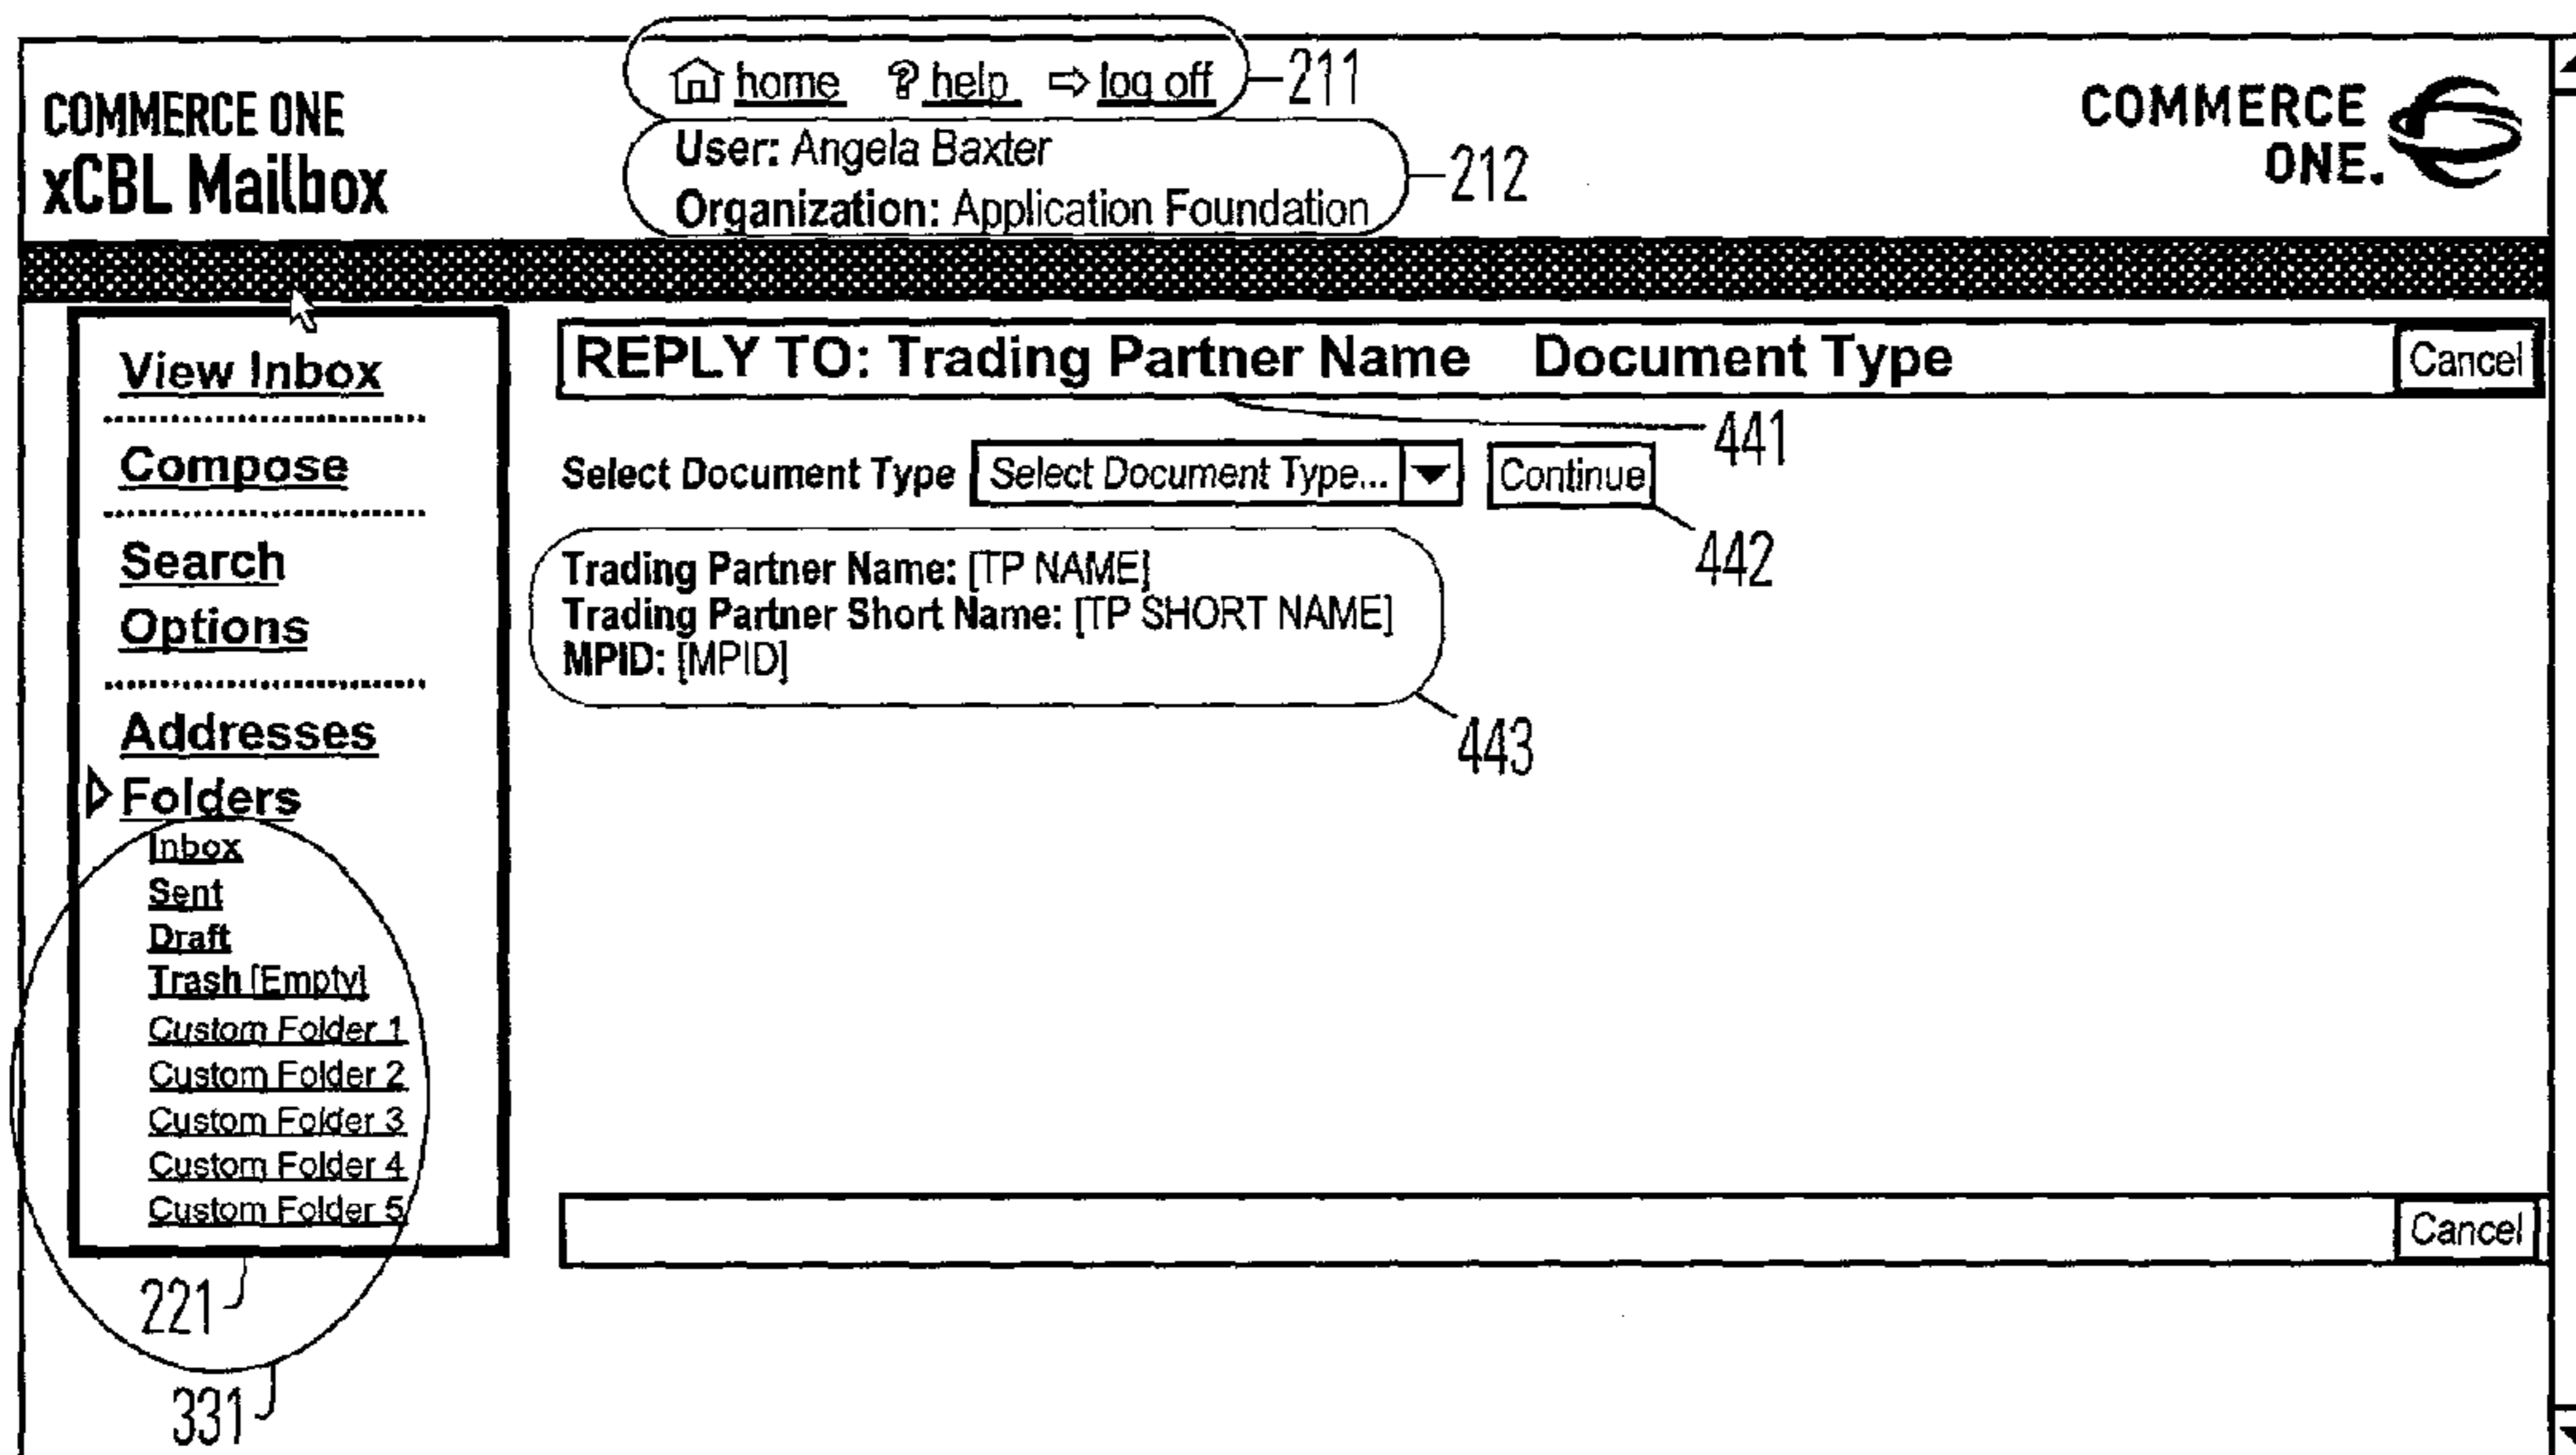 home ? help ⇨ log off 211
COMMERCE ONE
xCBL Mailbox
User: Angela Baxter
Organization: Application Foundation
212
COMMERCE
ONE.
View Inbox
Compose
Search
Options
Addresses
Folders
Inbox
Sent
Draft
Trash [Empty]
Custom Folder 1
Custom Folder 2
Custom Folder 3
Custom Folder 4
Custom Folder 5
221
331
REPLY TO: Trading Partner Name Document Type Cancel
441
Select Document Type Select Document Type... Continue
442
Trading Partner Name: [TP NAME]
Trading Partner Short Name: [TP SHORT NAME]
MPID: [MPID]
443
Cancel